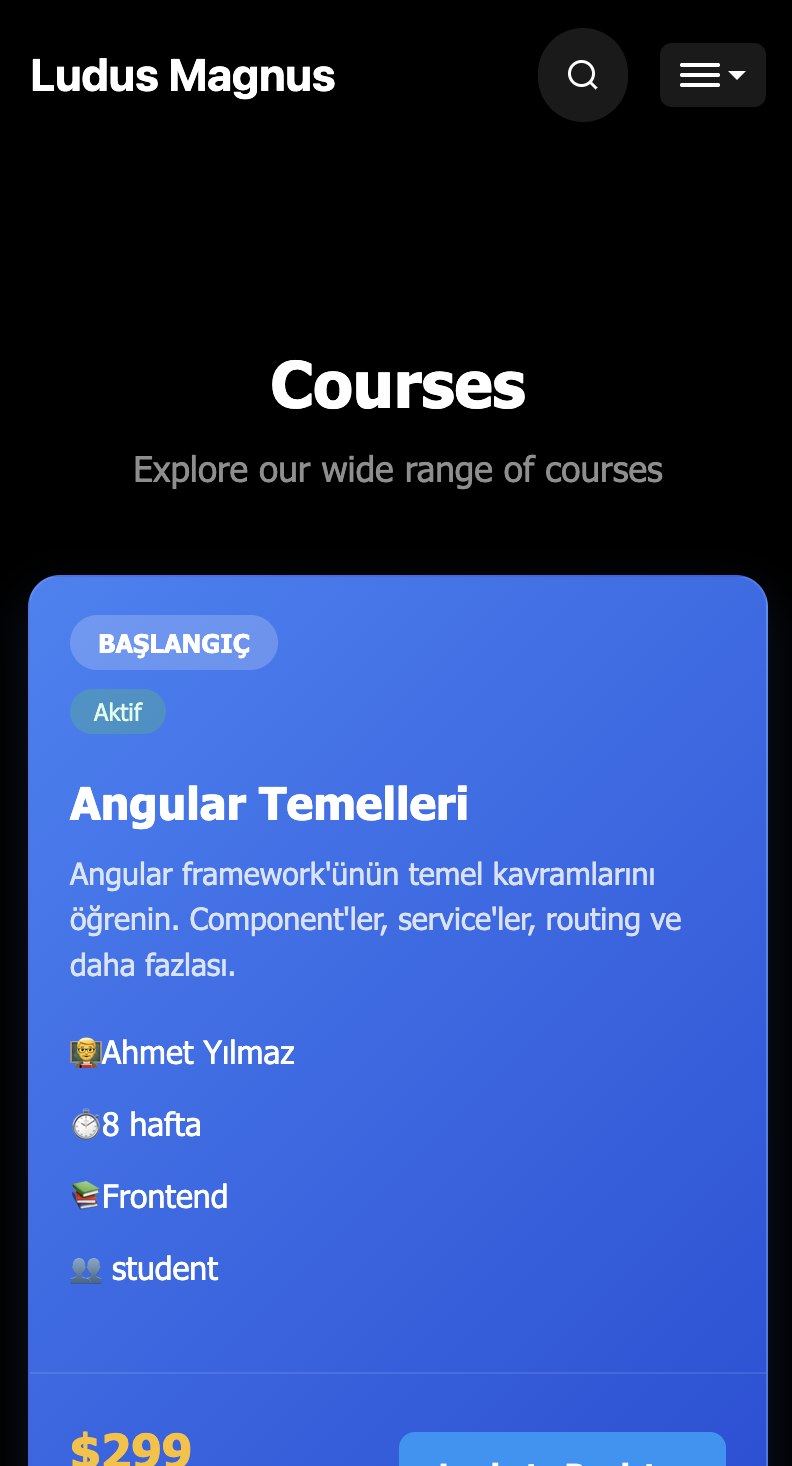 Ludus Magnus
Courses
Explore our wide range of courses
BAŞLANGIÇ
Aktif
Angular Temelleri
Angular framework'ünün temel kavramlarını
öğrenin. Component'ler, service'ler, routing ve
daha fazlası.
Ahmet Yılmaz
8 hafta
Frontend
student
$299